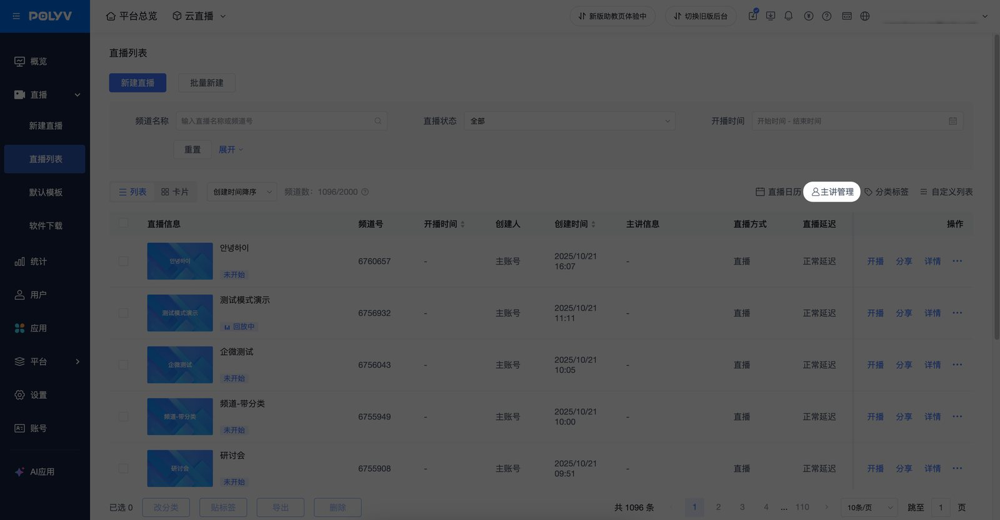 POLYV
平台总览
云直播
新版助教页体验中
切换旧版后台
概览
直播
新建直播
直播列表
默认模板
软件下载
统计
用户
应用
平台
设置
账号
AI应用
直播列表
新建直播
批量新建
频道名称
输入直播名称或频道号
直播状态
全部
开播时间
开始时间 - 结束时间
重置
展开
列表
卡片
创建时间降序
频道数：1096/2000
直播日历
主讲管理
分类标签
自定义列表
直播信息 频道号 开播时间 创建人 创建时间 主讲信息 直播方式 直播延迟 操作
안녕하이
안녕하이
未开始
6760657 - 主账号 2025/10/21 16:07 - 直播 正常延迟 开播 分享 详情 ···
测试模式演示
测试模式演示
回放中
6756932 - 主账号 2025/10/21 11:11 - 直播 正常延迟 开播 分享 详情 ···
企微测试
企微测试
未开始
6756043 - 主账号 2025/10/21 10:05 - 直播 正常延迟 开播 分享 详情 ···
频道-带分类
频道-带分类
未开始
6755949 - 主账号 2025/10/21 10:00 - 直播 正常延迟 开播 分享 详情 ···
研讨会
研讨会
未开始
6755908 - 主账号 2025/10/21 09:51 - 直播 正常延迟 开播 分享 详情 ···
已选 0 改分类 贴标签 导出 删除 共 1096 条 1 2 3 4 ... 110 10条/页 跳至 1 页